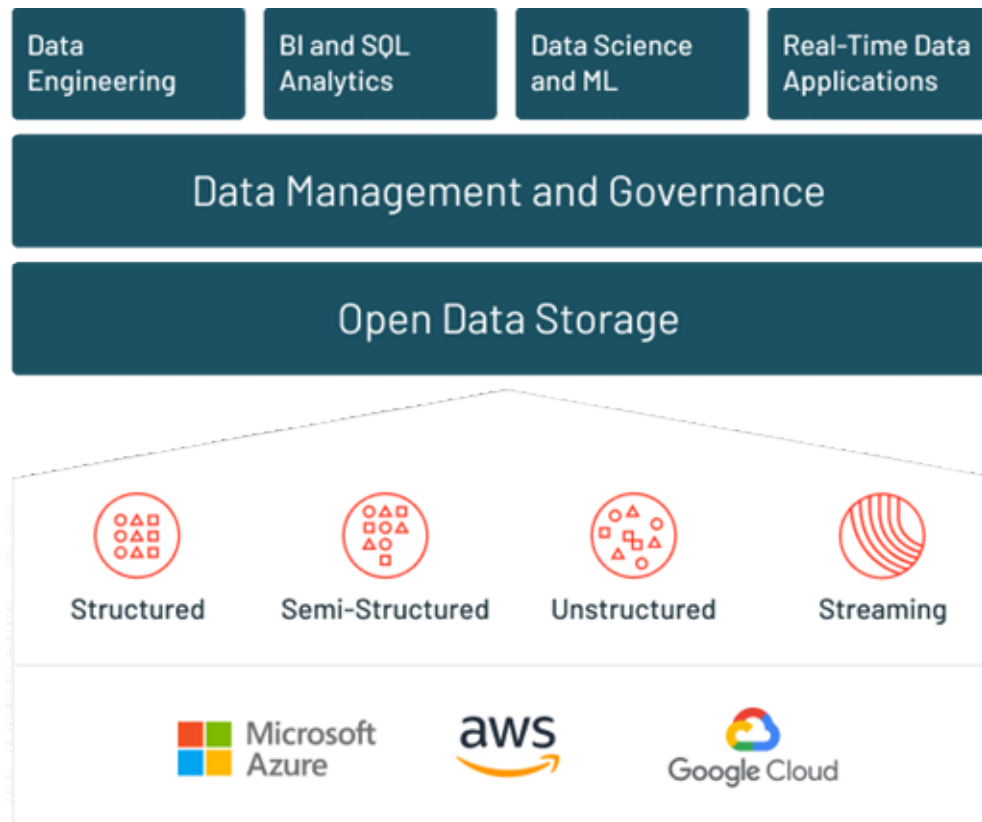 Data
Engineering
BI and SQL
Analytics
Data Science
and ML
Real-Time Data
Applications
Data Management and Governance
Open Data Storage
Structured
Semi-Structured
Unstructured
Streaming
Microsoft
Azure
aws
Google Cloud